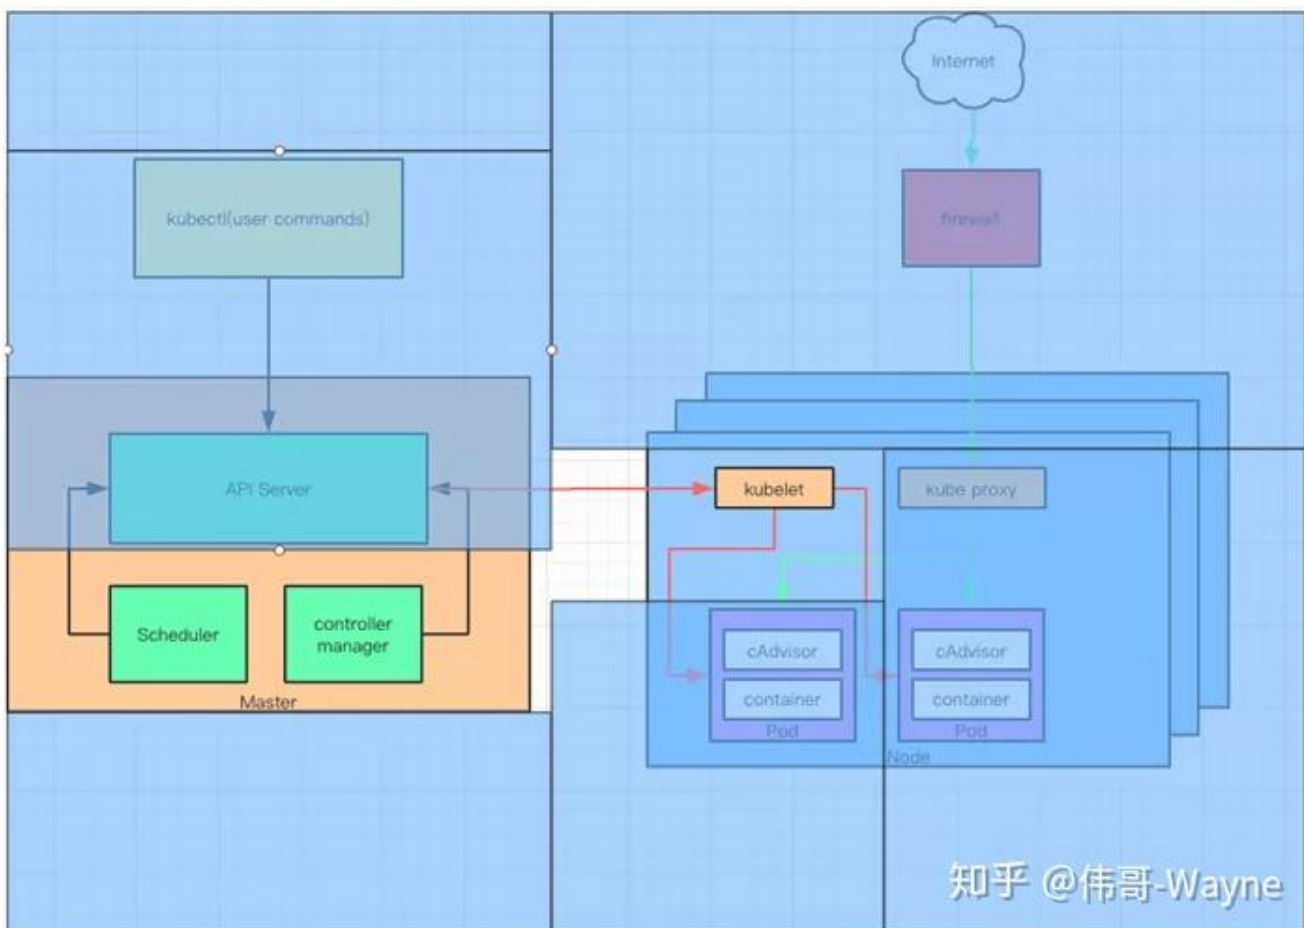 Internet
kubectl(user commands)
firewall
API Server
kubelet
kube proxy
Scheduler
controller
manager
Master
cAdvisor
container
Pod
cAdvisor
container
Pod
Node
知乎 @伟哥-Wayne